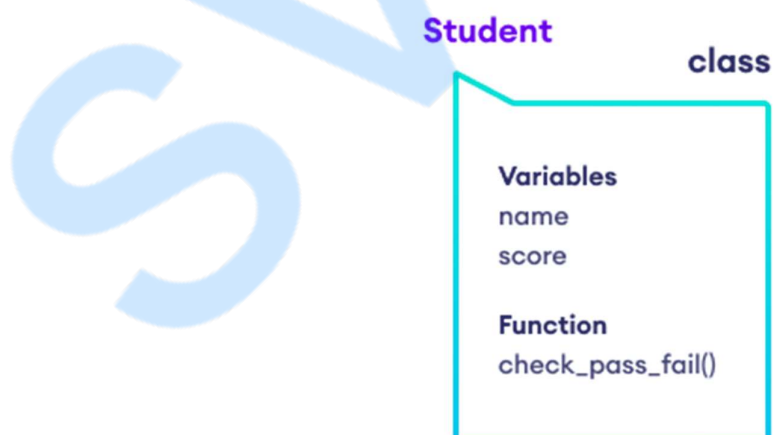 Student
class
Variables
name
score
Function
check_pass_fail()